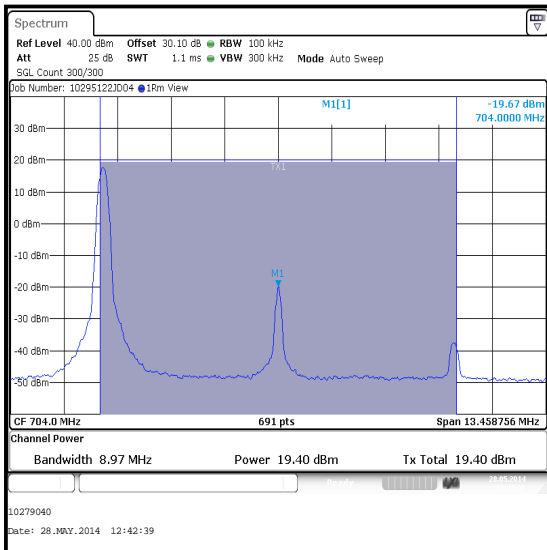 Spectrum
Ref Level 40.00 dBm Offset 30.10 dB RBW 100 kHz
Att 25 dB SWT 1.1 ms VBW 300 kHz Mode Auto Sweep
SGL Count 300/300
Job Number: 10295122JD04 1Rm View
M1[1] -19.67 dBm
704.0000 MHz
30 dBm
20 dBm
TX1
10 dBm
0 dBm
-10 dBm
M1
-20 dBm
-30 dBm
-40 dBm
-50 dBm
CF 704.0 MHz 691 pts Span 13.458756 MHz
Channel Power
Bandwidth 8.97 MHz Power 19.40 dBm Tx Total 19.40 dBm
Ready 28.05.2014
10279040
Date: 28.MAY.2014 12:42:39